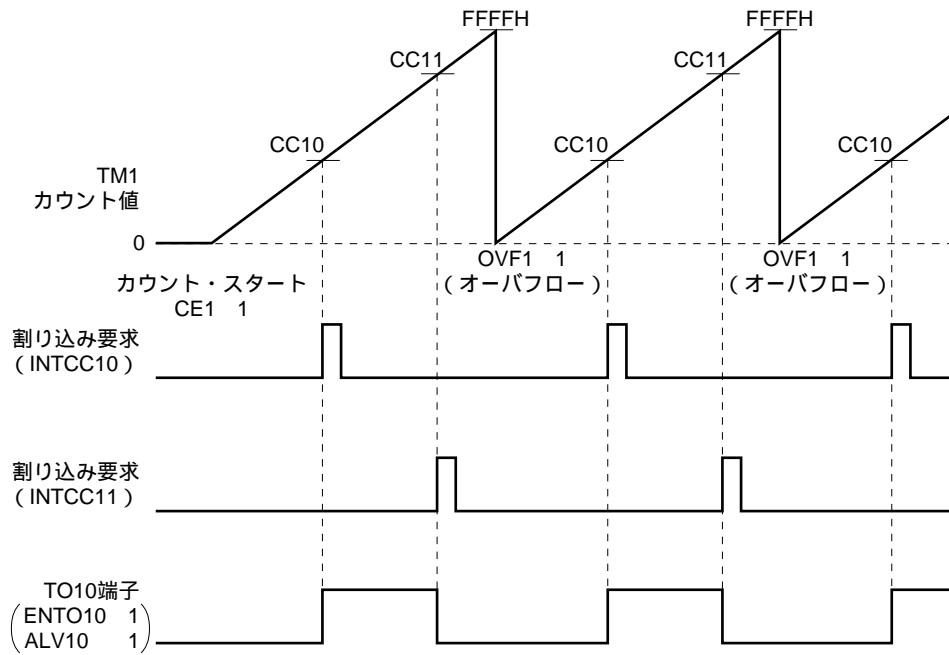 FFFFH FFFFH
CC11 CC11
CC10 CC10 CC10
TM1
カウント値
0
OVF1 1 OVF1 1
(オーバフロー) (オーバフロー)
カウント・スタート
CE1 1
割り込み要求
(INTCC10)
割り込み要求
(INTCC11)
TO10端子
(ENTO10 1
ALV10 1)